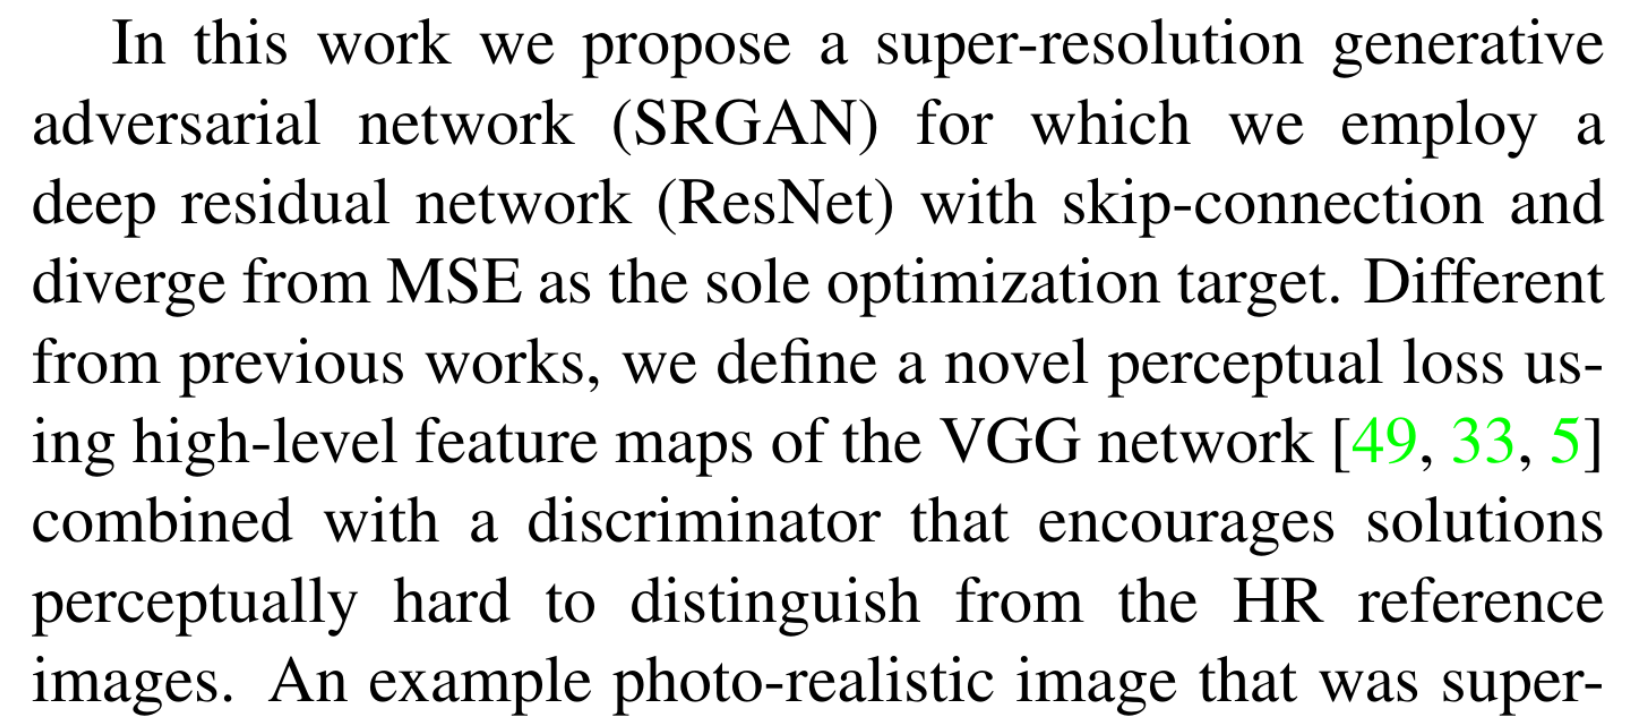 In this work we propose a super-resolution generative
adversarial network (SRGAN) for which we employ a
deep residual network (ResNet) with skip-connection and
diverge from MSE as the sole optimization target. Different
from previous works, we define a novel perceptual loss us-
ing high-level feature maps of the VGG network [49, 33, 5]
combined with a discriminator that encourages solutions
perceptually hard to distinguish from the HR reference
images. An example photo-realistic image that was super-